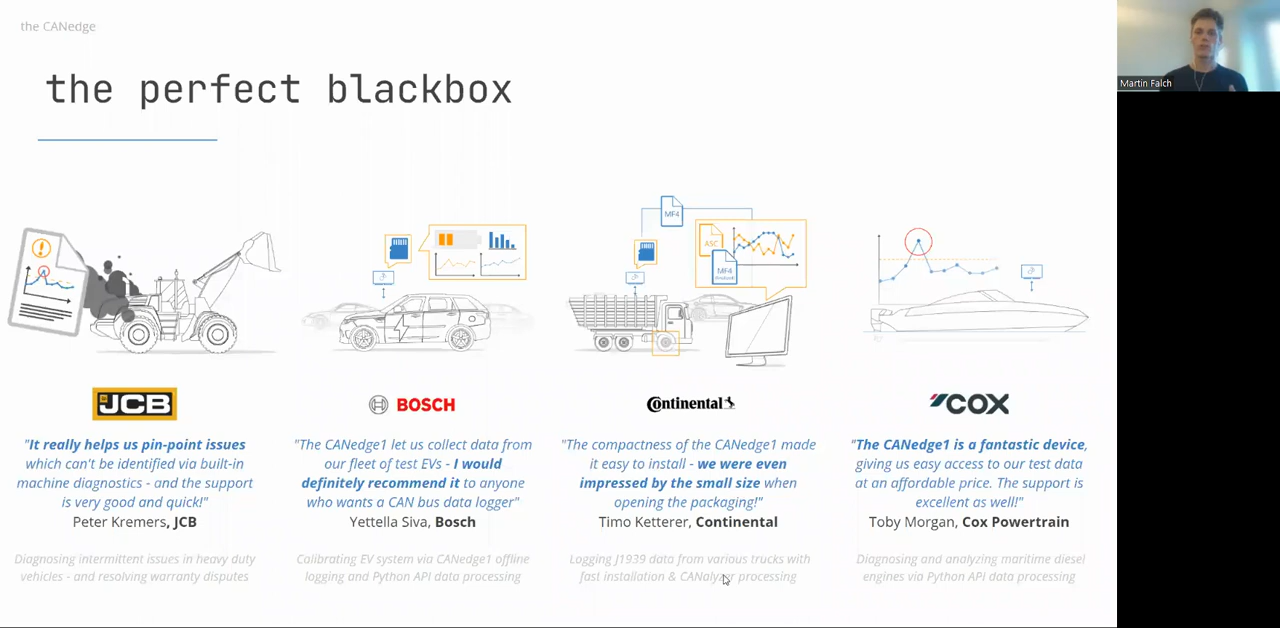 the CANedge
the perfect blackbox
Martin Falch
MF4
ASC
MF4
JCB
BOSCH
Continental
COX
"It really helps us pin-point issues
which can't be identified via built-in
machine diagnostics - and the support
is very good and quick!"
Peter Kremers, JCB
Diagnosing intermittent issues in heavy duty
vehicles - and resolving warranty disputes
"The CANedge1 let us collect data from
our fleet of test EVs - I would
definitely recommend it to anyone
who wants a CAN bus data logger"
Yettella Siva, Bosch
Calibrating EV system via CANedge1 offline
logging and Python API data processing
"The compactness of the CANedge1 made
it easy to install - we were even
impressed by the small size when
opening the packaging!"
Timo Ketterer, Continental
Logging J1939 data from various trucks with
fast installation & CANalyzer processing
"The CANedge1 is a fantastic device,
giving us easy access to our test data
at an affordable price. The support is
excellent as well!"
Toby Morgan, Cox Powertrain
Diagnosing and analyzing maritime diesel
engines via Python API data processing